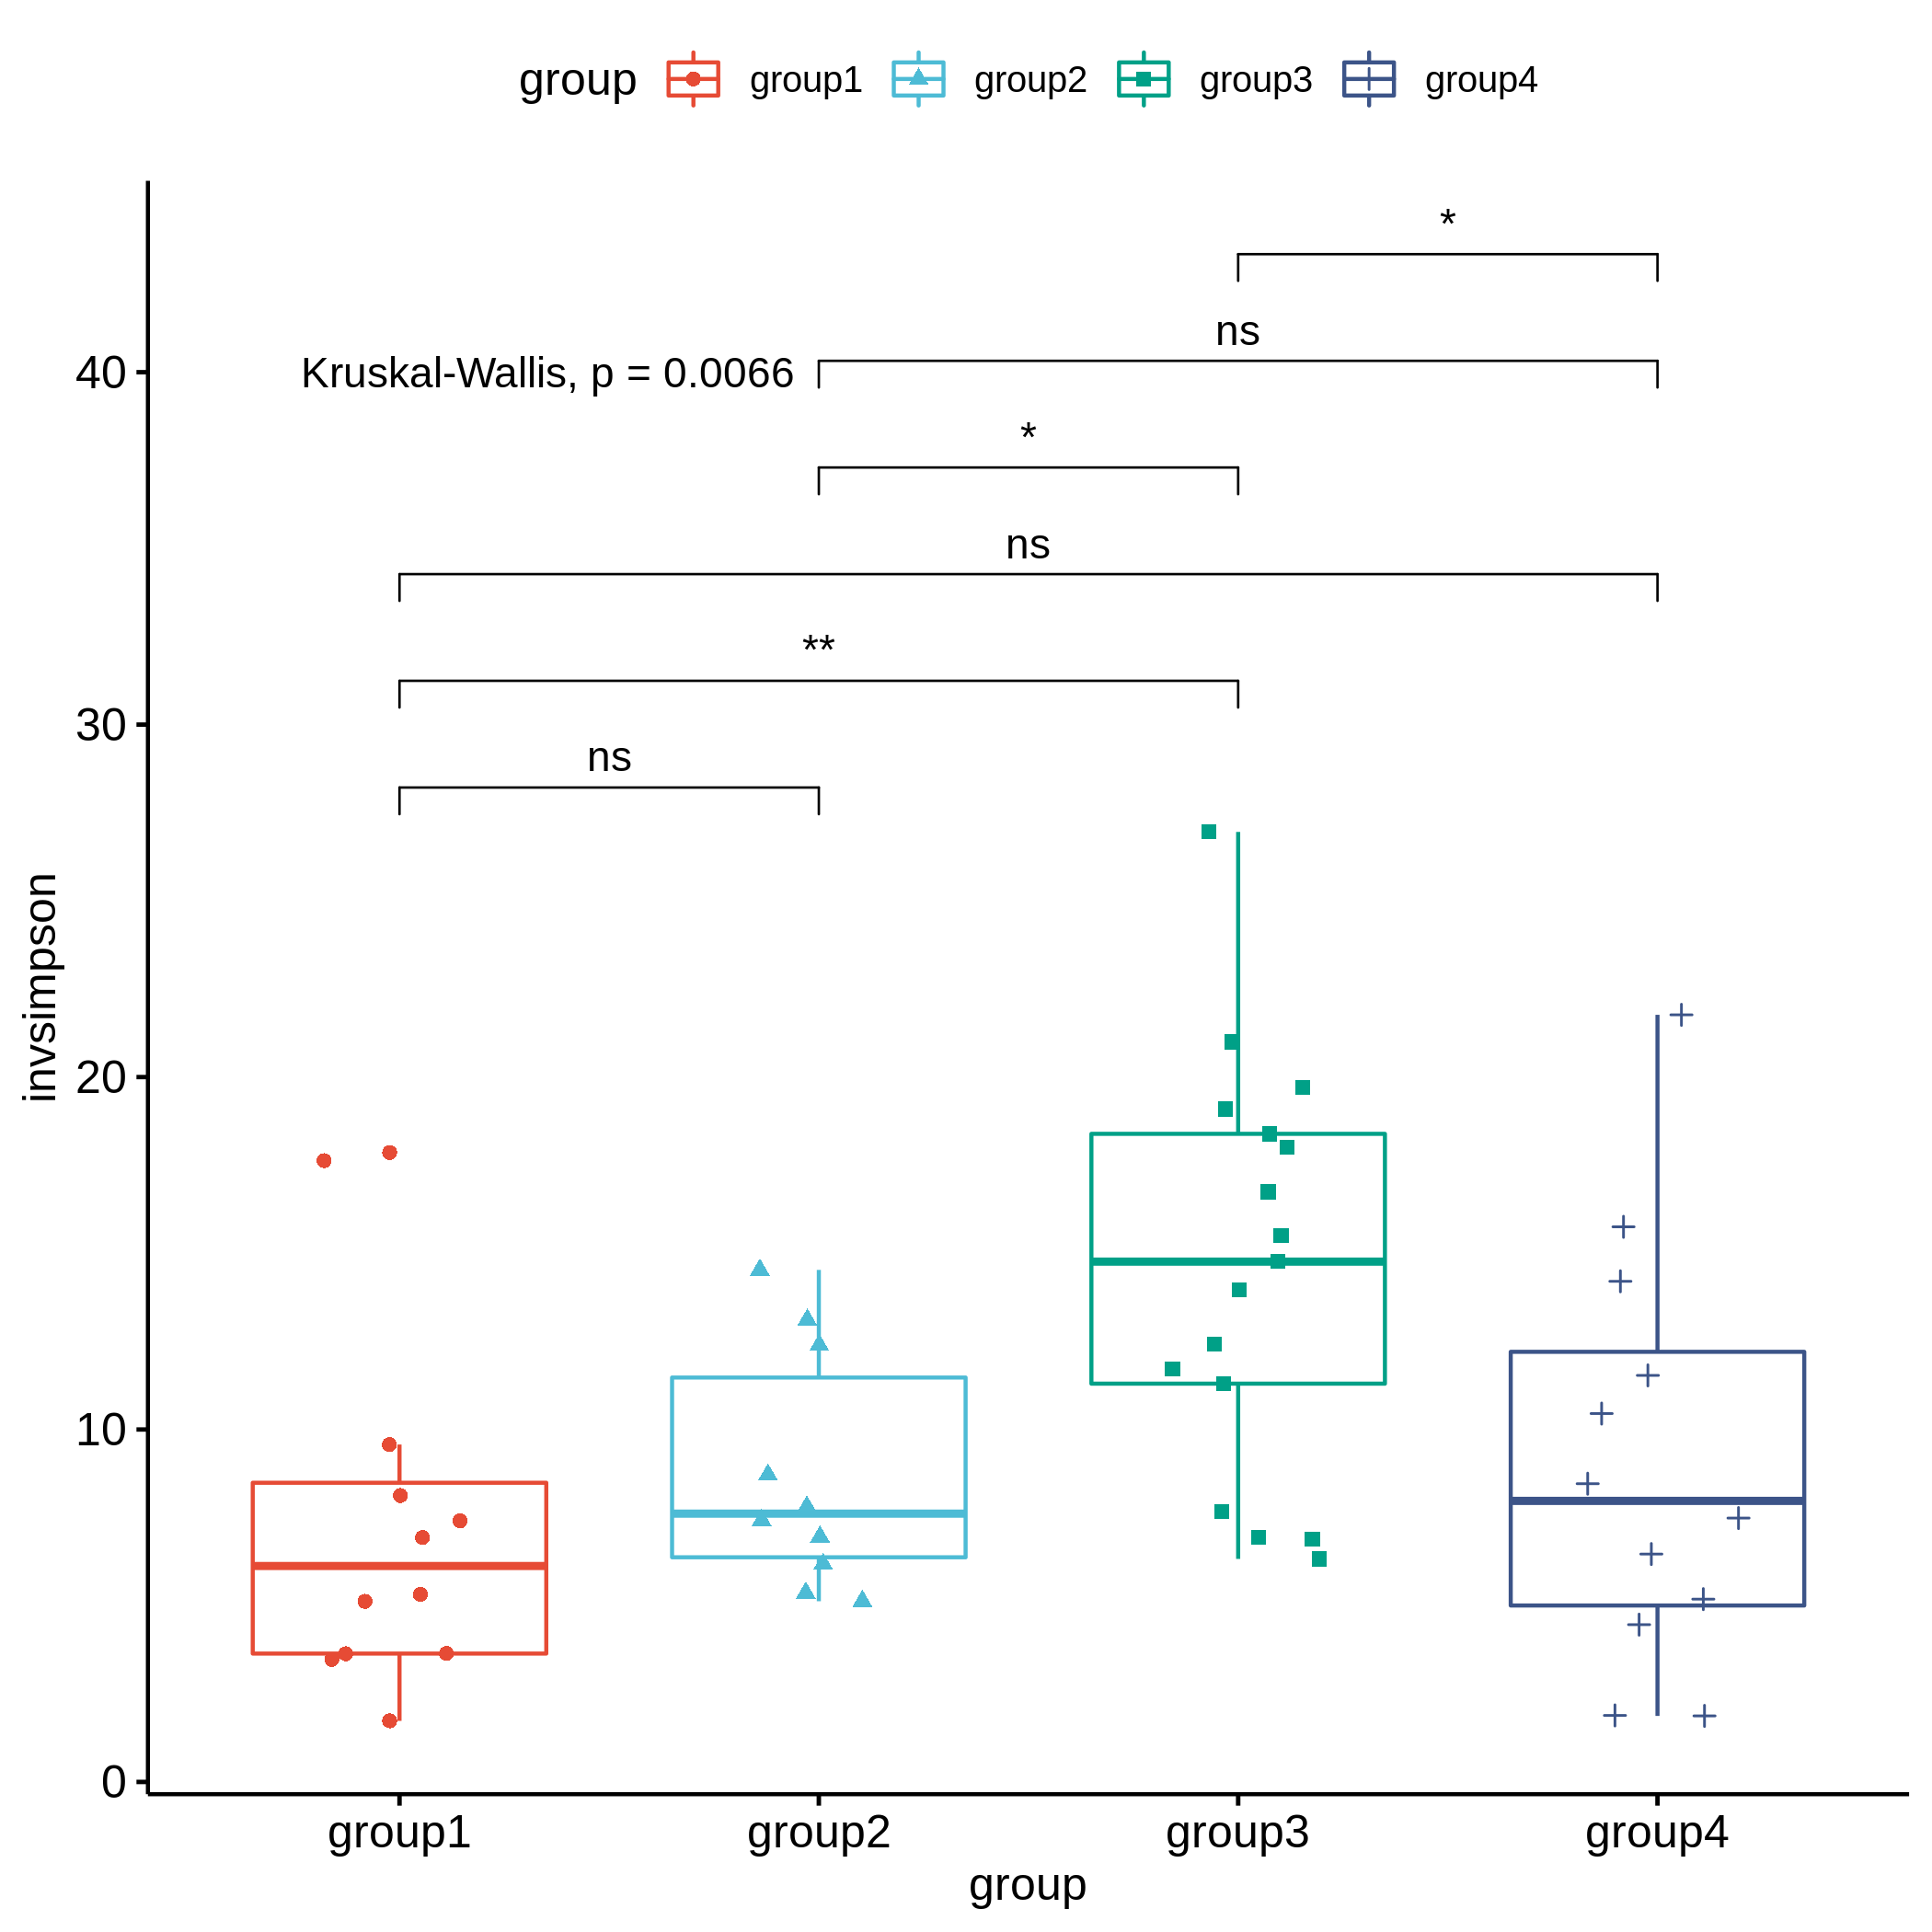 group group1 group2 group3 group4
*
ns
Kruskal-Wallis, p = 0.0066
*
ns
**
ns
40
30
20
10
0
invsimpson
group1 group2 group3 group4
group